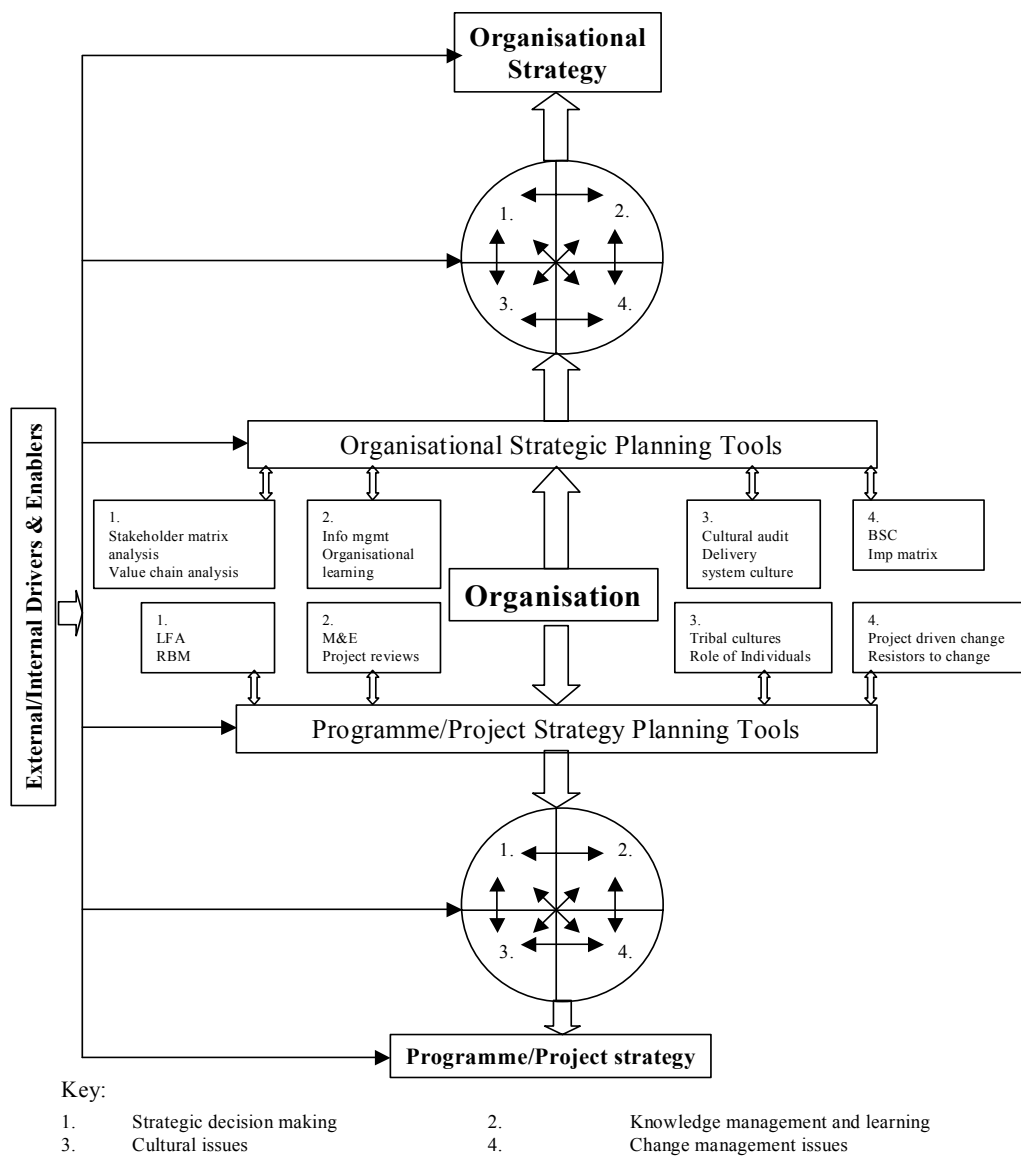 Organisational
Strategy
1.
2.
3.
4.
External/Internal Drivers & Enablers
Organisational Strategic Planning Tools
1.
Stakeholder matrix
analysis
Value chain analysis
2.
Info mgmt
Organisational
learning
3.
Cultural audit
Delivery
system culture
4.
BSC
Imp matrix
Organisation
1.
LFA
RBM
2.
M&E
Project reviews
3.
Tribal cultures
Role of Individuals
4.
Project driven change
Resistors to change
Programme/Project Strategy Planning Tools
1.
2.
3.
4.
Programme/Project strategy
Key:
1. Strategic decision making 2. Knowledge management and learning
3. Cultural issues 4. Change management issues